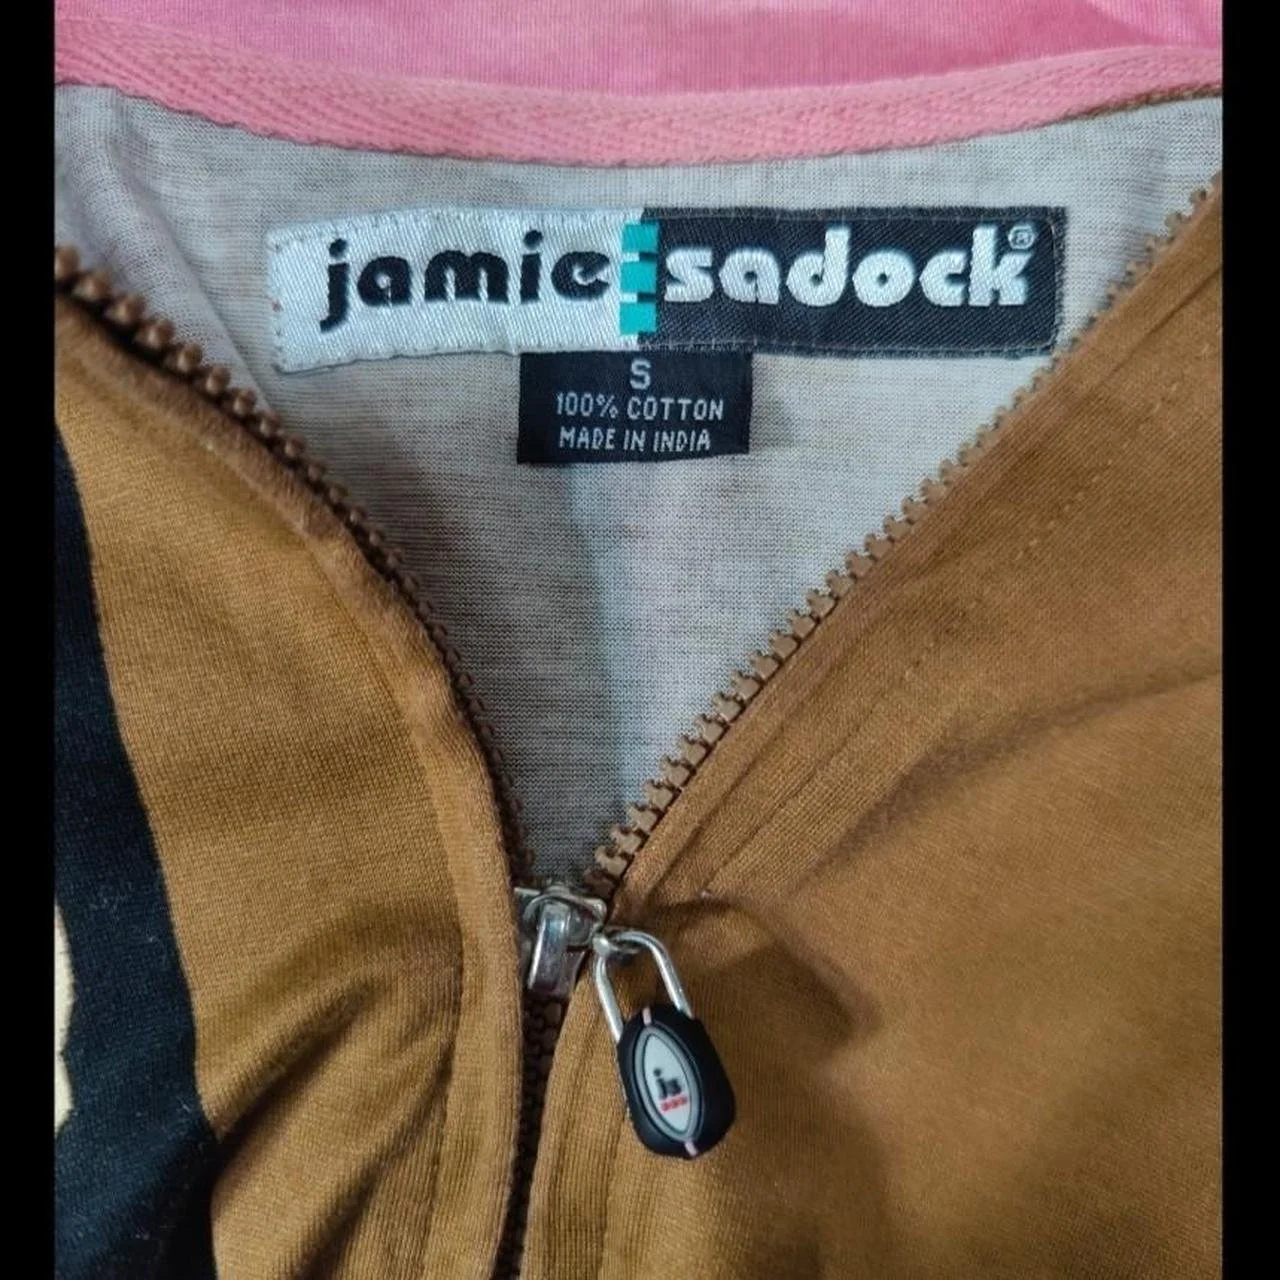 jamie sadock®
S
100% COTTON
MADE IN INDIA
js